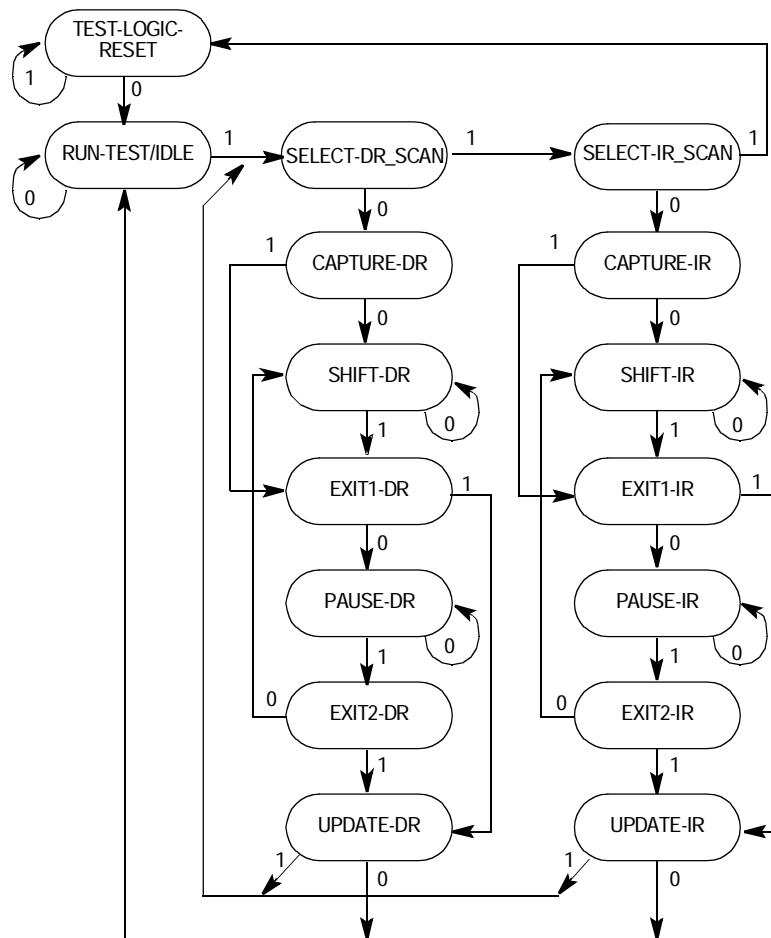 TEST-LOGIC-
RESET
1
0
RUN-TEST/IDLE
0
1
SELECT-DR_SCAN
1
SELECT-IR_SCAN
1
0
0
1
CAPTURE-DR
1
CAPTURE-IR
0
0
SHIFT-DR
0
SHIFT-IR
0
1
1
EXIT1-DR
1
EXIT1-IR
1
0
0
PAUSE-DR
0
PAUSE-IR
0
1
1
0
EXIT2-DR
0
EXIT2-IR
1
1
UPDATE-DR
UPDATE-IR
1
0
1
0